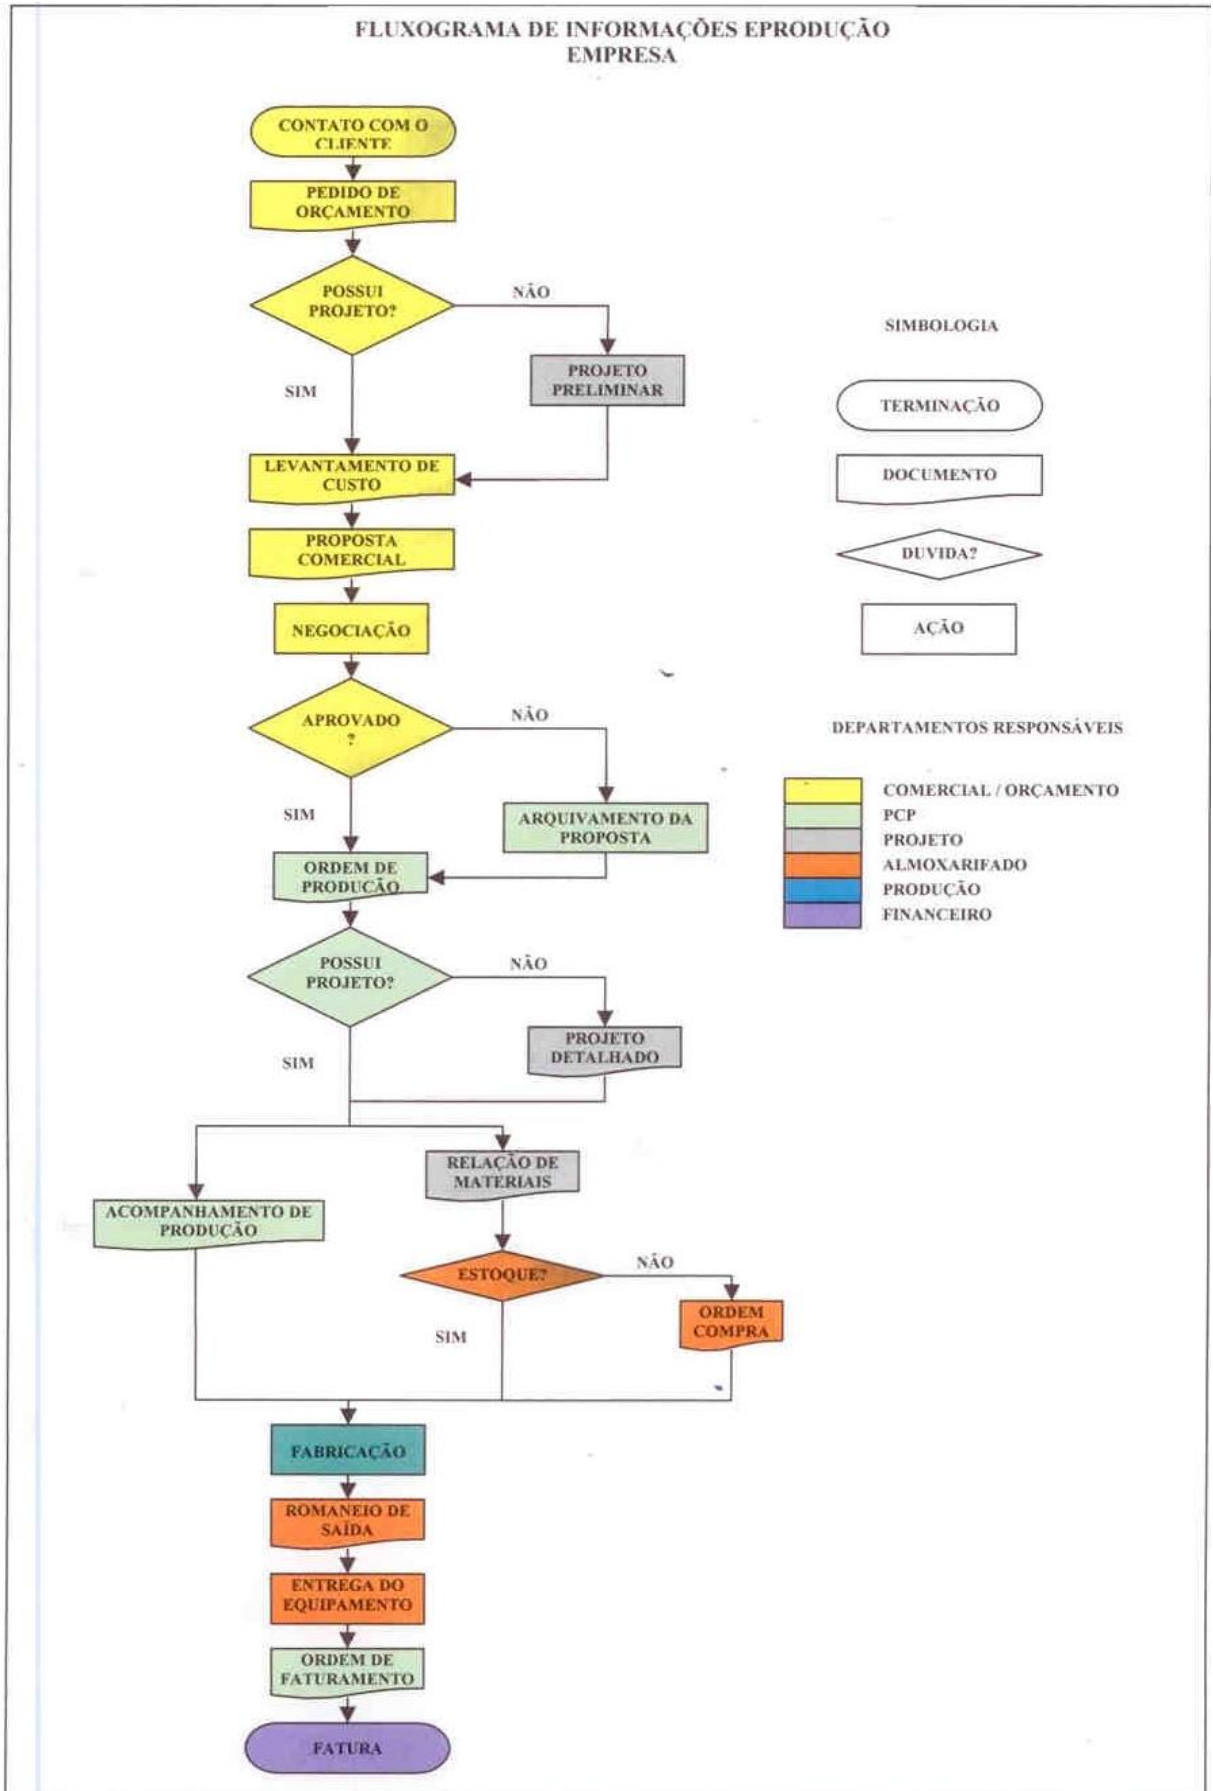 FLUXOGRAMA DE INFORMAÇÕES EPRODUÇÃO
EMPRESA
CONTATO COM O
CLIENTE
PEDIDO DE
ORÇAMENTO
POSSUI
PROJETO?
NÃO
SIM
PROJETO
PRELIMINAR
LEVANTAMENTO DE
CUSTO
PROPOSTA
COMERCIAL
NEGOCIAÇÃO
APROVADO
?
NÃO
SIM
ARQUIVAMENTO DA
PROPOSTA
ORDEM DE
PRODUCÃO
POSSUI
PROJETO?
NÃO
SIM
PROJETO
DETALHADO
RELAÇÃO DE
MATERIAIS
ACOMPANHAMENTO DE
PRODUÇÃO
ESTOQUE?
NÃO
SIM
ORDEM
COMPRA
FABRICAÇÃO
ROMANEIO DE
SAÍDA
ENTREGA DO
EQUIPAMENTO
ORDEM DE
FATURAMENTO
FATURA
SIMBOLOGIA
TERMINAÇÃO
DOCUMENTO
DUVIDA?
AÇÃO
DEPARTAMENTOS RESPONSÁVEIS
COMERCIAL / ORÇAMENTO
PCP
PROJETO
ALMOXARIFADO
PRODUÇÃO
FINANCEIRO